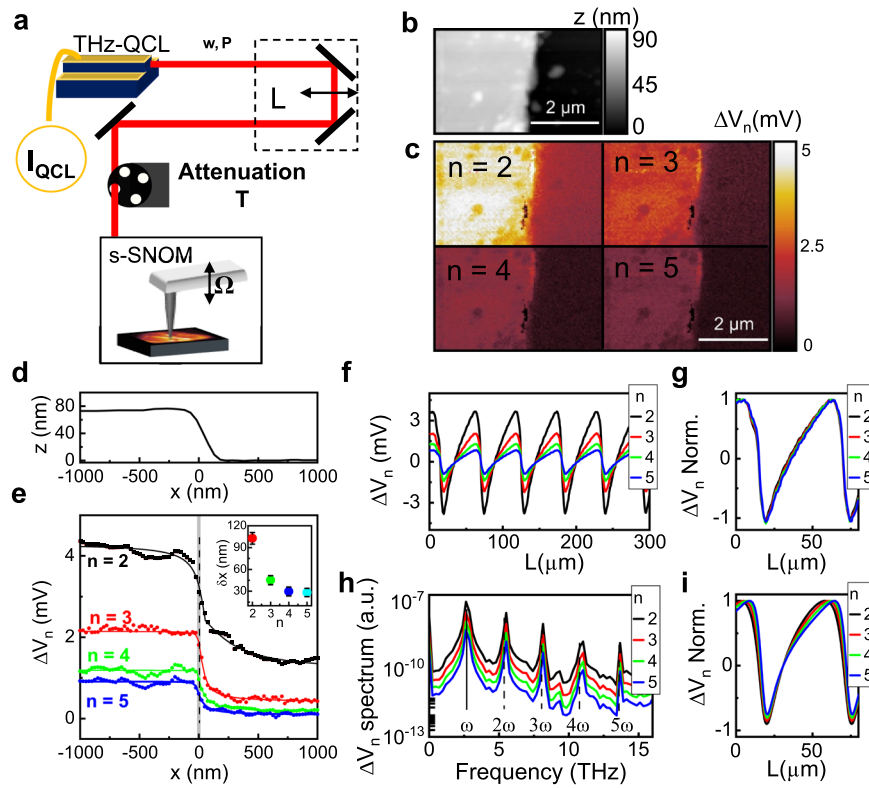 a
THz-QCL
w, P
L
I_QCL
Attenuation
T
s-SNOM
Ω
b
z (nm)
90
45
0
2 μm
c
ΔV_n(mV)
n = 2
n = 3
n = 4
n = 5
2 μm
5
2.5
0
d
z (nm)
80
40
0
-1000 -500 0 500 1000
x (nm)
e
ΔV_n (mV)
4
2
0
n = 2
n = 3
n = 4
n = 5
δx (nm)
120
90
60
30
2 3 4 5
n
-1000 -500 0 500 1000
x (nm)
f
ΔV_n (mV)
3
0
-3
n
2
3
4
5
0 100 200 300
L(μm)
g
ΔV_n Norm.
1
0
-1
n
2
3
4
5
0 50
L(μm)
h
ΔV_n spectrum (a.u.)
10^-7
10^-10
10^-13
n
2
3
4
5
ω 2ω 3ω 4ω 5ω
0 5 10 15
Frequency (THz)
i
ΔV_n Norm.
1
0
-1
n
2
3
4
5
0 50
L(μm)